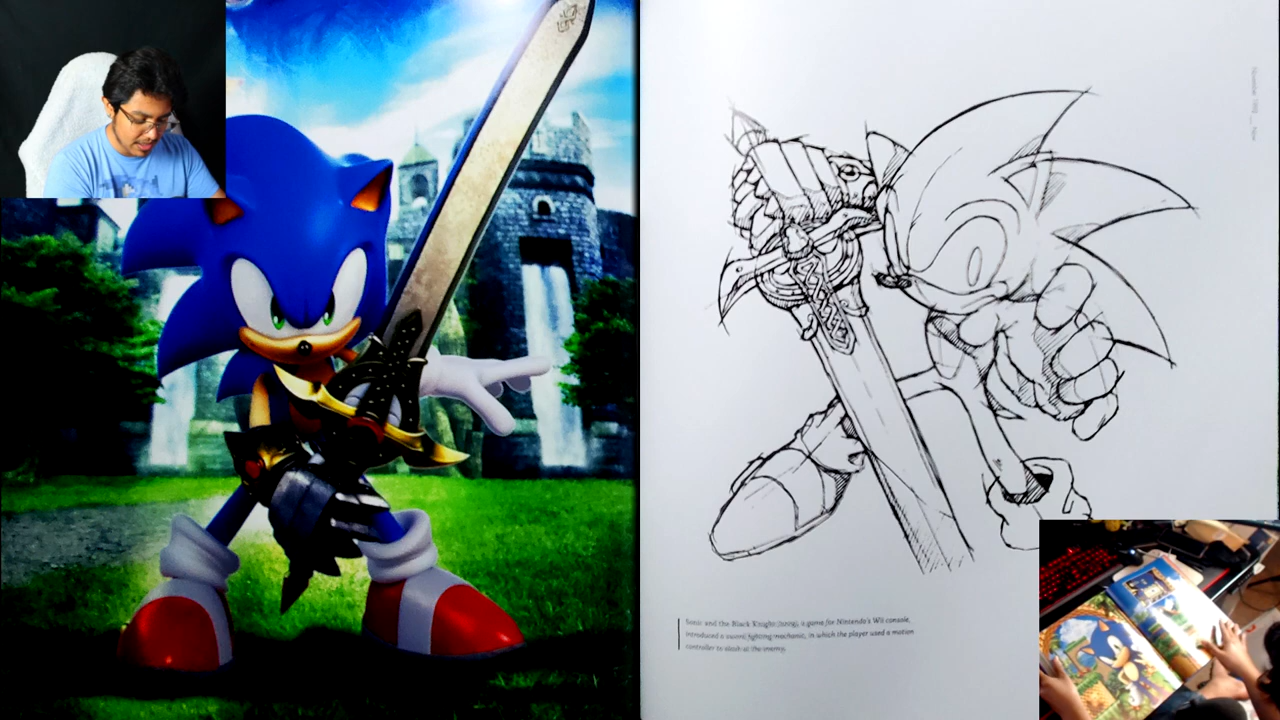 Sonic and the Black Knight (2009), a game for Nintendo's Wii console,
introduced a sword fighting mechanic, in which the player used a motion
controller to slash at the enemy.